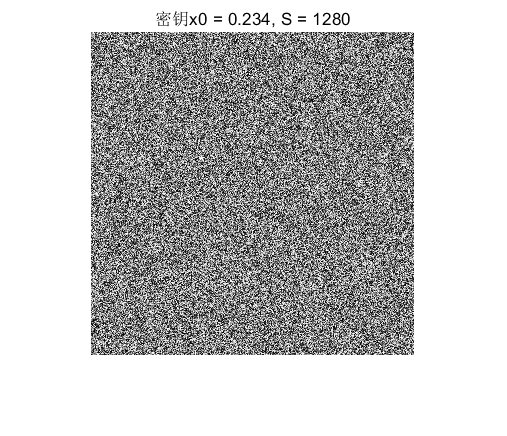 密钥x0 = 0.234, S = 1280